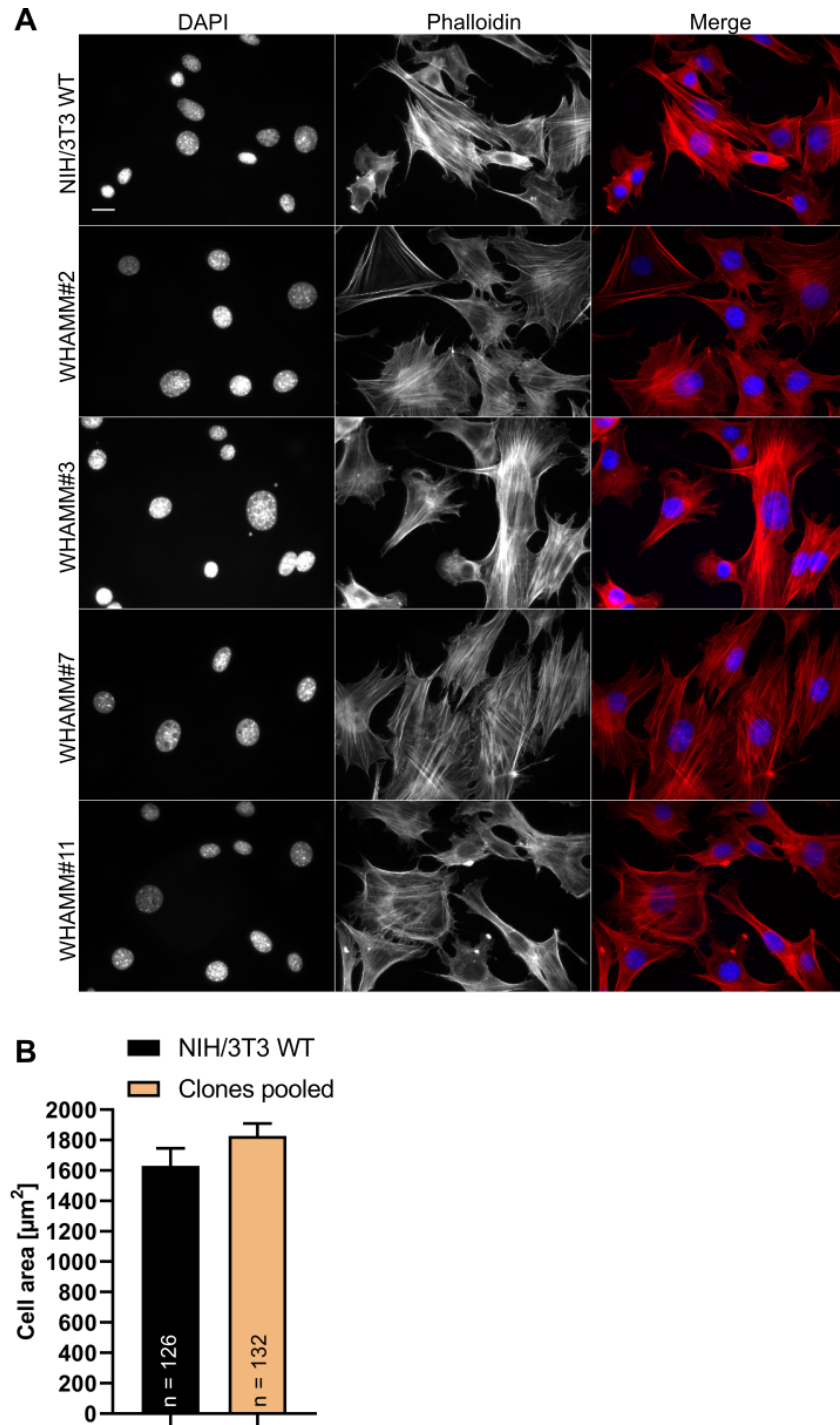 A
DAPI Phalloidin Merge
NIH/3T3 WT
WHAMM#2
WHAMM#3
WHAMM#7
WHAMM#11
B
NIH/3T3 WT
Clones pooled
Cell area [µm²]
2000
1800
1600
1400
1200
1000
800
600
400
200
0
n = 126
n = 132